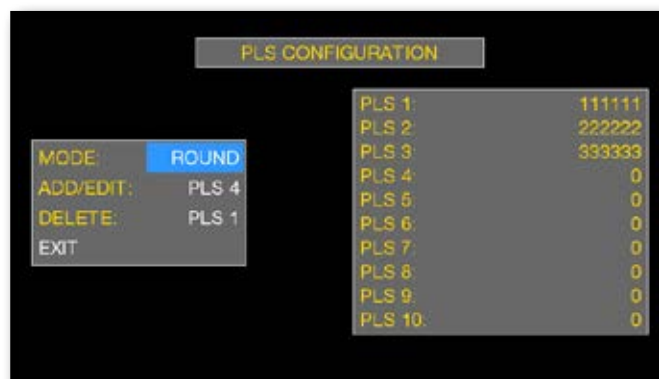 PLS CONFIGURATION
MODE: ROUND
ADD/EDIT: PLS 4
DELETE: PLS 1
EXIT
PLS 1: 111111
PLS 2: 222222
PLS 3: 333333
PLS 4: 0
PLS 5: 0
PLS 6: 0
PLS 7: 0
PLS 8: 0
PLS 9: 0
PLS 10: 0